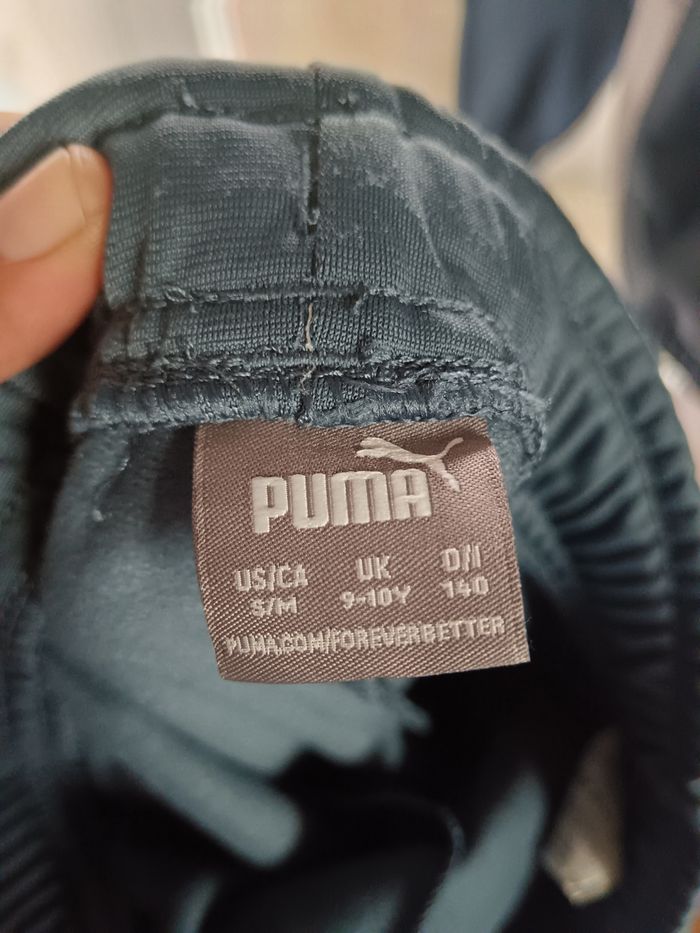 PUMA
US/CA UK D/I
S/M 9-10Y 140
PUMA.COM/FOREVERBETTER